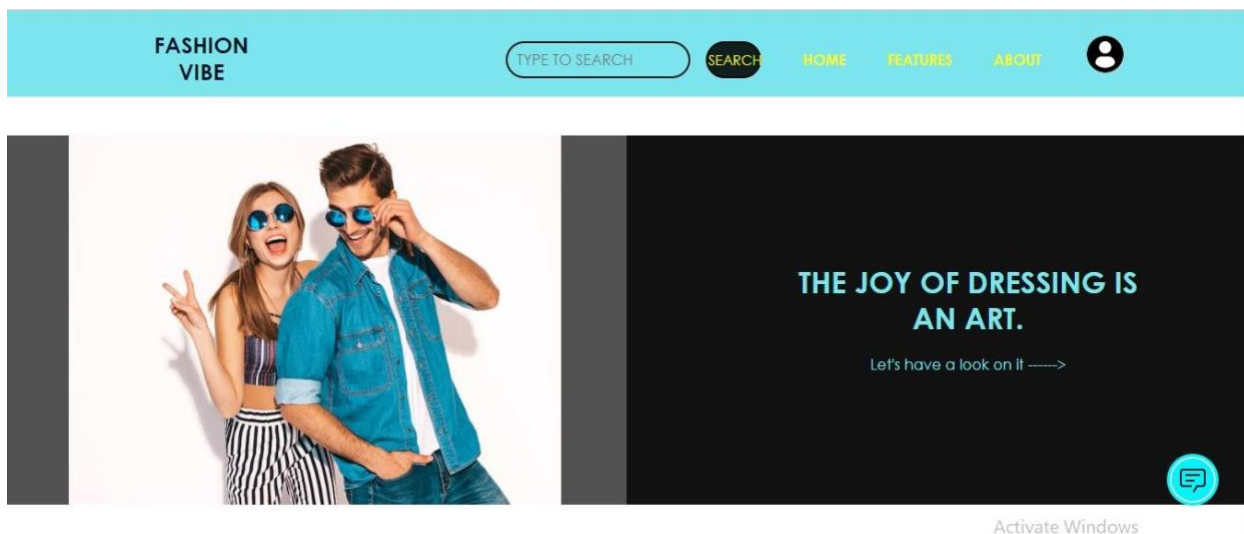 FASHION
VIBE
TYPE TO SEARCH
SEARCH
HOME
FEATURES
ABOUT
THE JOY OF DRESSING IS
AN ART.
Let's have a look on it ------>
Activate Windows